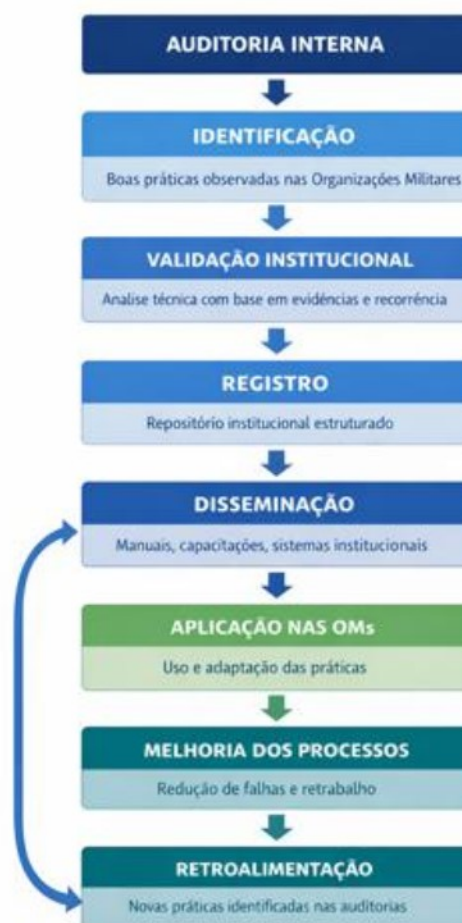 AUDITORIA INTERNA
IDENTIFICAÇÃO
Boas práticas observadas nas Organizações Militares
VALIDAÇÃO INSTITUCIONAL
Analise técnica com base em evidências e recorrência
REGISTRO
Repositório institucional estruturado
DISSEMINAÇÃO
Manuais, capacitações, sistemas institucionais
APLICAÇÃO NAS OMs
Uso e adaptação das práticas
MELHORIA DOS PROCESSOS
Redução de falhas e retrabalho
RETROALIMENTAÇÃO
Novas práticas identificadas nas auditorias